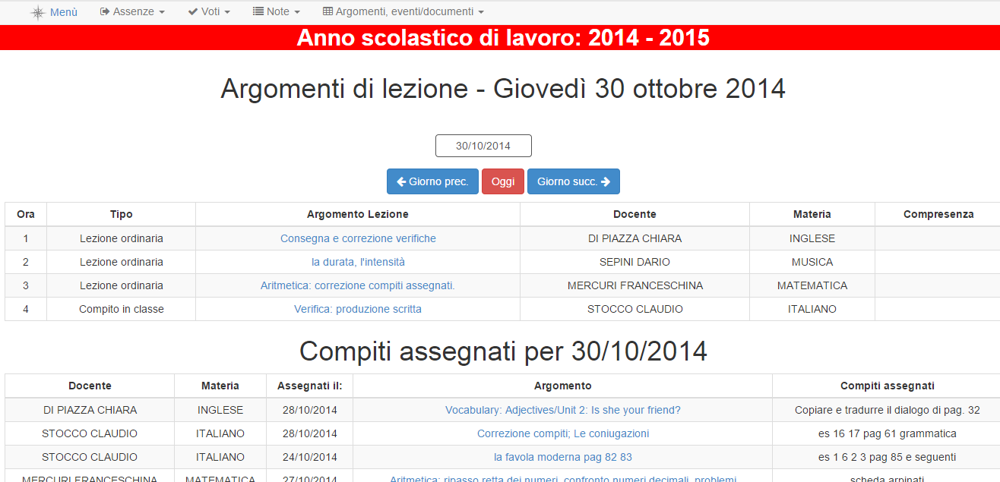 Menù Assenze Voti Note Argomenti, eventi/documenti
Anno scolastico di lavoro: 2014 - 2015
Argomenti di lezione - Giovedì 30 ottobre 2014
30/10/2014
Giorno prec. Oggi Giorno succ.
Ora Tipo Argomento Lezione Docente Materia Compresenza
1 Lezione ordinaria Consegna e correzione verifiche DI PIAZZA CHIARA INGLESE
2 Lezione ordinaria la durata, l'intensità SEPINI DARIO MUSICA
3 Lezione ordinaria Aritmetica: correzione compiti assegnati. MERCURI FRANCESCHINA MATEMATICA
4 Compito in classe Verifica: produzione scritta STOCCO CLAUDIO ITALIANO
Compiti assegnati per 30/10/2014
Docente Materia Assegnati il: Argomento Compiti assegnati
DI PIAZZA CHIARA INGLESE 28/10/2014 Vocabulary: Adjectives/Unit 2: Is she your friend? Copiare e tradurre il dialogo di pag. 32
STOCCO CLAUDIO ITALIANO 28/10/2014 Correzione compiti; Le coniugazioni es 16 17 pag 61 grammatica
STOCCO CLAUDIO ITALIANO 24/10/2014 la favola moderna pag 82 83 es 1 6 2 3 pag 85 e seguenti
MERCURI FRANCESCHINA MATEMATICA 27/10/2014 Aritmetica: ripasso retta dei numeri, confronto numeri decimali, problemi scheda arpinati